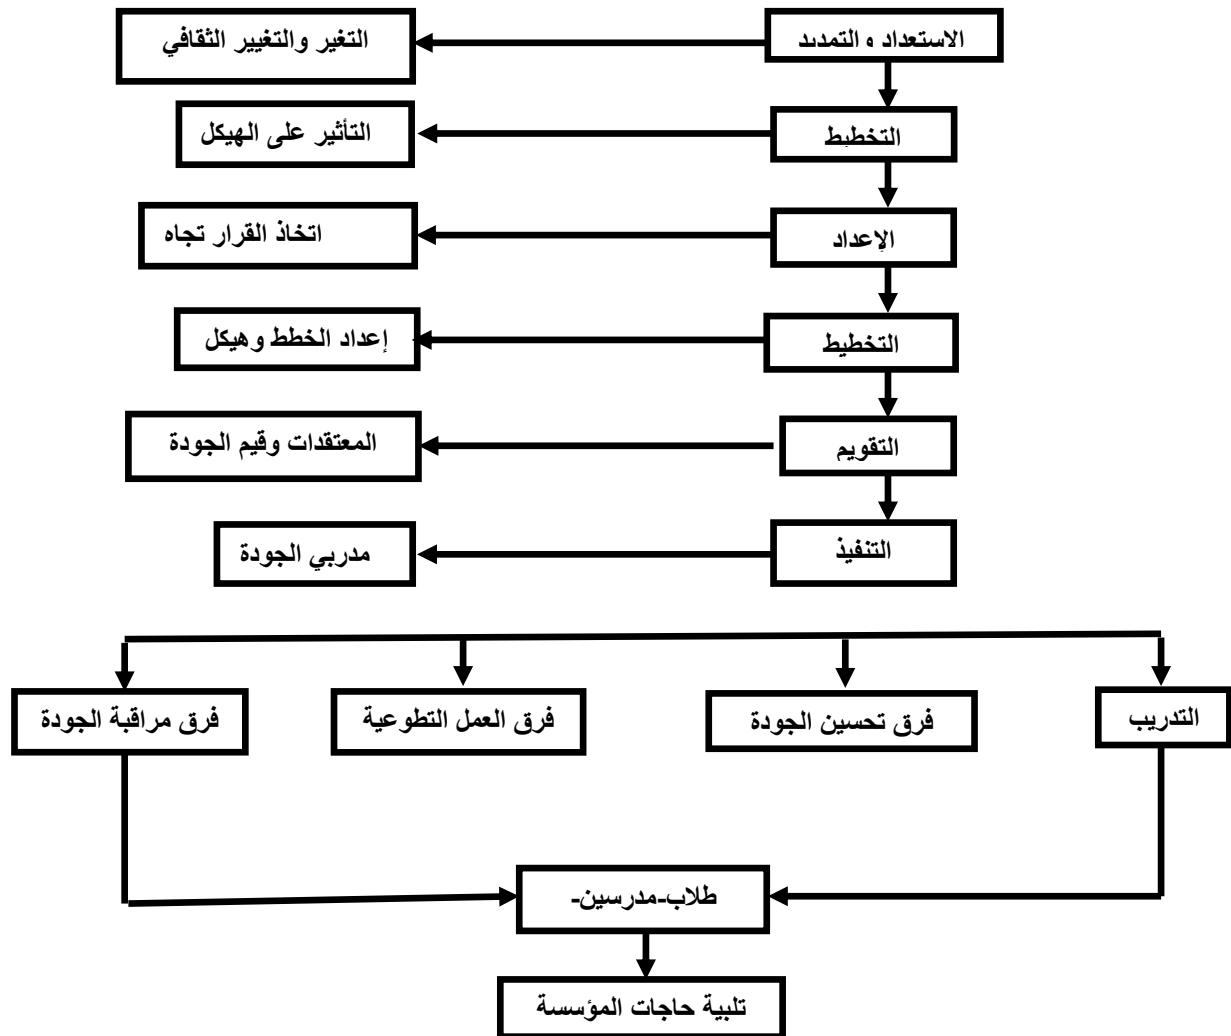 الاستعداد والتمديد
التغير والتغيير الثقافي
التخطيط
التأثير على الهيكل
الإعداد
اتخاذ القرار تجاه
التخطيط
إعداد الخطط وهيكل
التقويم
المعتقدات وقيم الجودة
التنفيذ
مدربي الجودة
التدريب
فرق تحسين الجودة
فرق العمل التطوعية
فرق مراقبة الجودة
طلاب-مدرسين-
تلبية حاجات المؤسسة